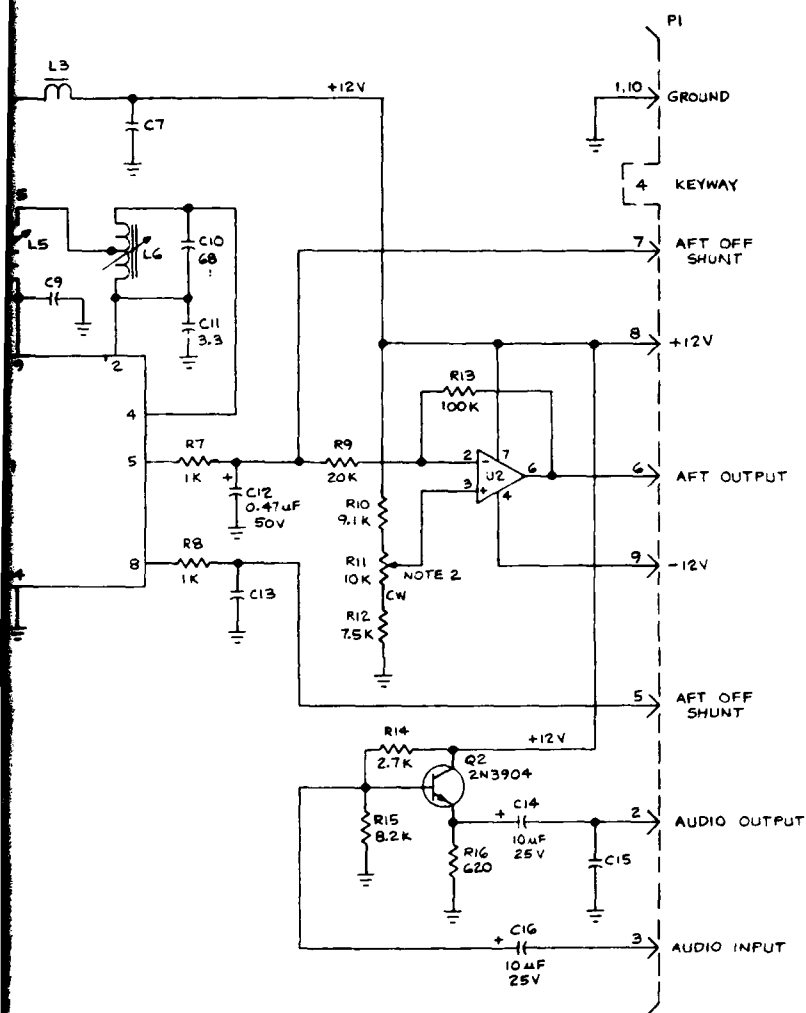 P1
L3
+12V
1,10
GROUND
C7
4
KEYWAY
L5
L6
C10
68
7
AFT OFF
SHUNT
C9
C11
3.3
8
+12V
2
R13
100K
4
5
R7
1K
R9
20K
2
-
7
U2
6
3
+
4
6
AFT OUTPUT
+
C12
0.47uF
50V
R10
9.1K
R11
10K
NOTE 2
CW
9
-12V
8
R8
1K
C13
R12
7.5K
5
AFT OFF
SHUNT
R14
2.7K
+12V
Q2
2N3904
R15
8.2K
+
C14
10uF
25V
2
AUDIO OUTPUT
R16
620
C15
+
C16
10uF
25V
3
AUDIO INPUT